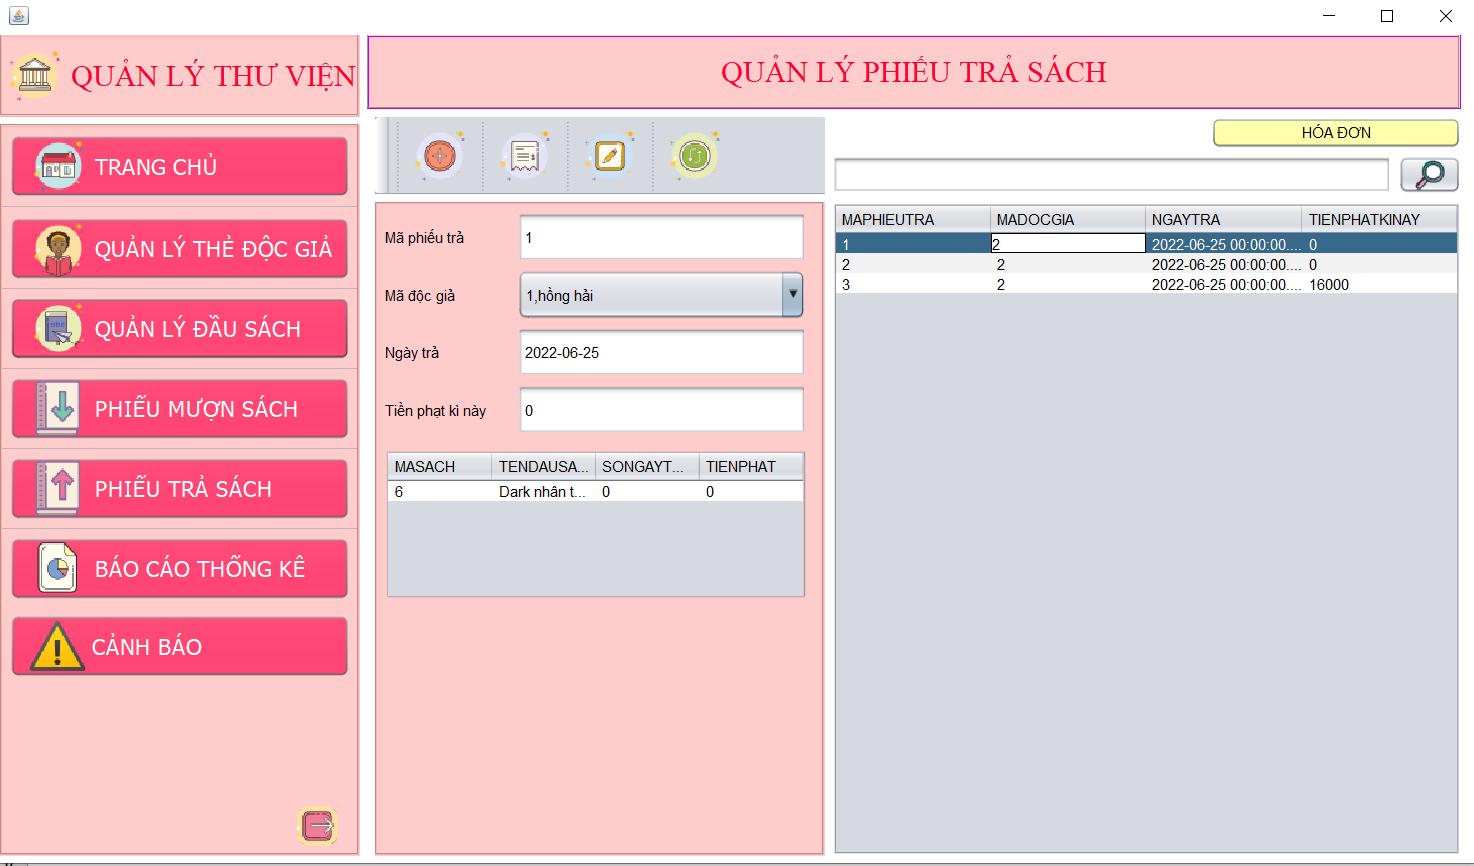 QUẢN LÝ THƯ VIỆN
QUẢN LÝ PHIẾU TRẢ SÁCH
TRANG CHỦ
QUẢN LÝ THẺ ĐỘC GIẢ
QUẢN LÝ ĐẦU SÁCH
PHIẾU MƯỢN SÁCH
PHIẾU TRẢ SÁCH
BÁO CÁO THỐNG KÊ
CẢNH BÁO
Mã phiếu trả 1
Mã độc giả 1,hồng hải
Ngày trả 2022-06-25
Tiền phạt kì này 0
MASACH TENDAUSA... SONGAYT... TIENPHAT
6 Dark nhân t... 0 0
HÓA ĐƠN
MAPHIEUTRA MADOCGIA NGAYTRA TIENPHATKINAY
1 2 2022-06-25 00:00:00.... 0
2 2 2022-06-25 00:00:00.... 0
3 2 2022-06-25 00:00:00.... 16000